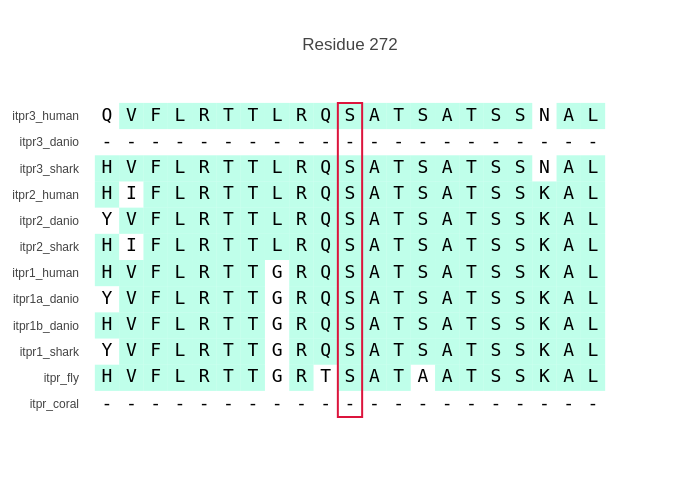 Residue 272
itpr3_human Q V F L R T T L R Q S A T S A T S S N A L
itpr3_danio - - - - - - - - - - - - - - - - - - - - -
itpr3_shark H V F L R T T L R Q S A T S A T S S N A L
itpr2_human H I F L R T T L R Q S A T S A T S S K A L
itpr2_danio Y V F L R T T L R Q S A T S A T S S K A L
itpr2_shark H I F L R T T L R Q S A T S A T S S K A L
itpr1_human H V F L R T T G R Q S A T S A T S S K A L
itpr1a_danio Y V F L R T T G R Q S A T S A T S S K A L
itpr1b_danio H V F L R T T G R Q S A T S A T S S K A L
itpr1_shark Y V F L R T T G R Q S A T S A T S S K A L
itpr_fly H V F L R T T G R T S A T A A T S S K A L
itpr_coral - - - - - - - - - - - - - - - - - - - - -